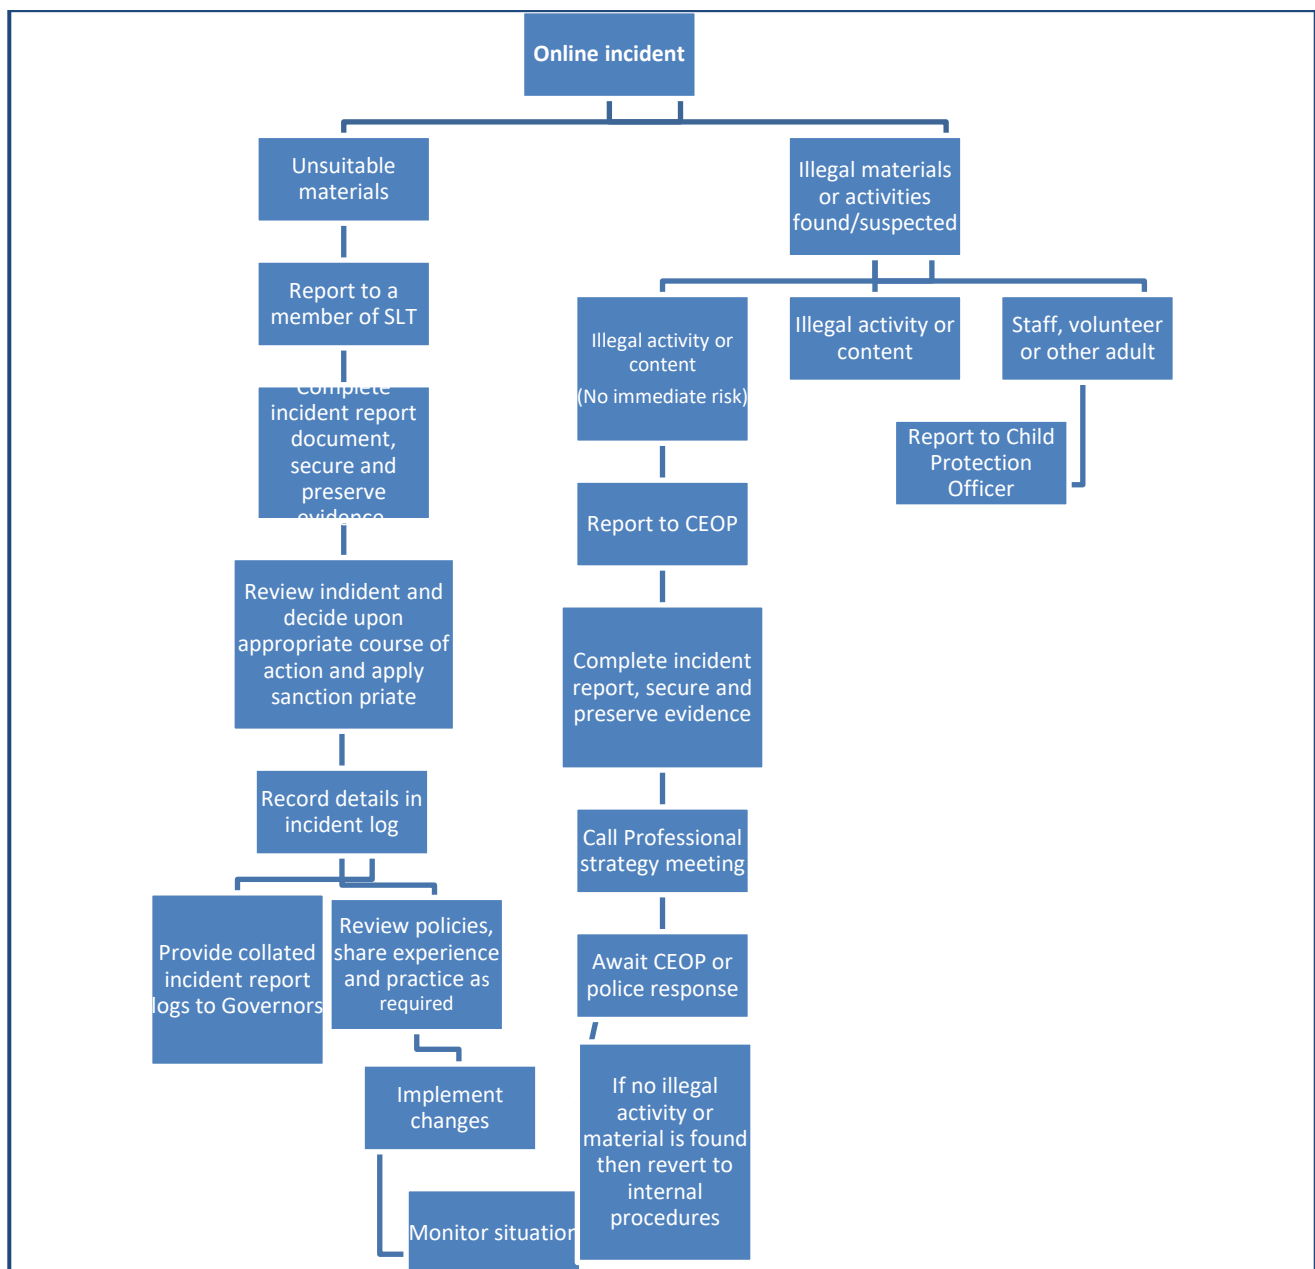 Online incident
Unsuitable
materials
Report to a
member of SLT
Complete
incident report
document,
secure and
preserve
evidence
Review indident and
decide upon
appropriate course of
action and apply
sanction priate
Record details in
incident log
Provide collated
incident report
logs to Governors
Review policies,
share experience
and practice as
required
Implement
changes
Monitor situation
Illegal materials
or activities
found/suspected
Illegal activity or
content
(No immediate risk)
Report to CEOP
Complete incident
report, secure and
preserve evidence
Call Professional
strategy meeting
Await CEOP or
police response
If no illegal
activity or
material is found
then revert to
internal
procedures
Illegal activity or
content
Staff, volunteer
or other adult
Report to Child
Protection
Officer